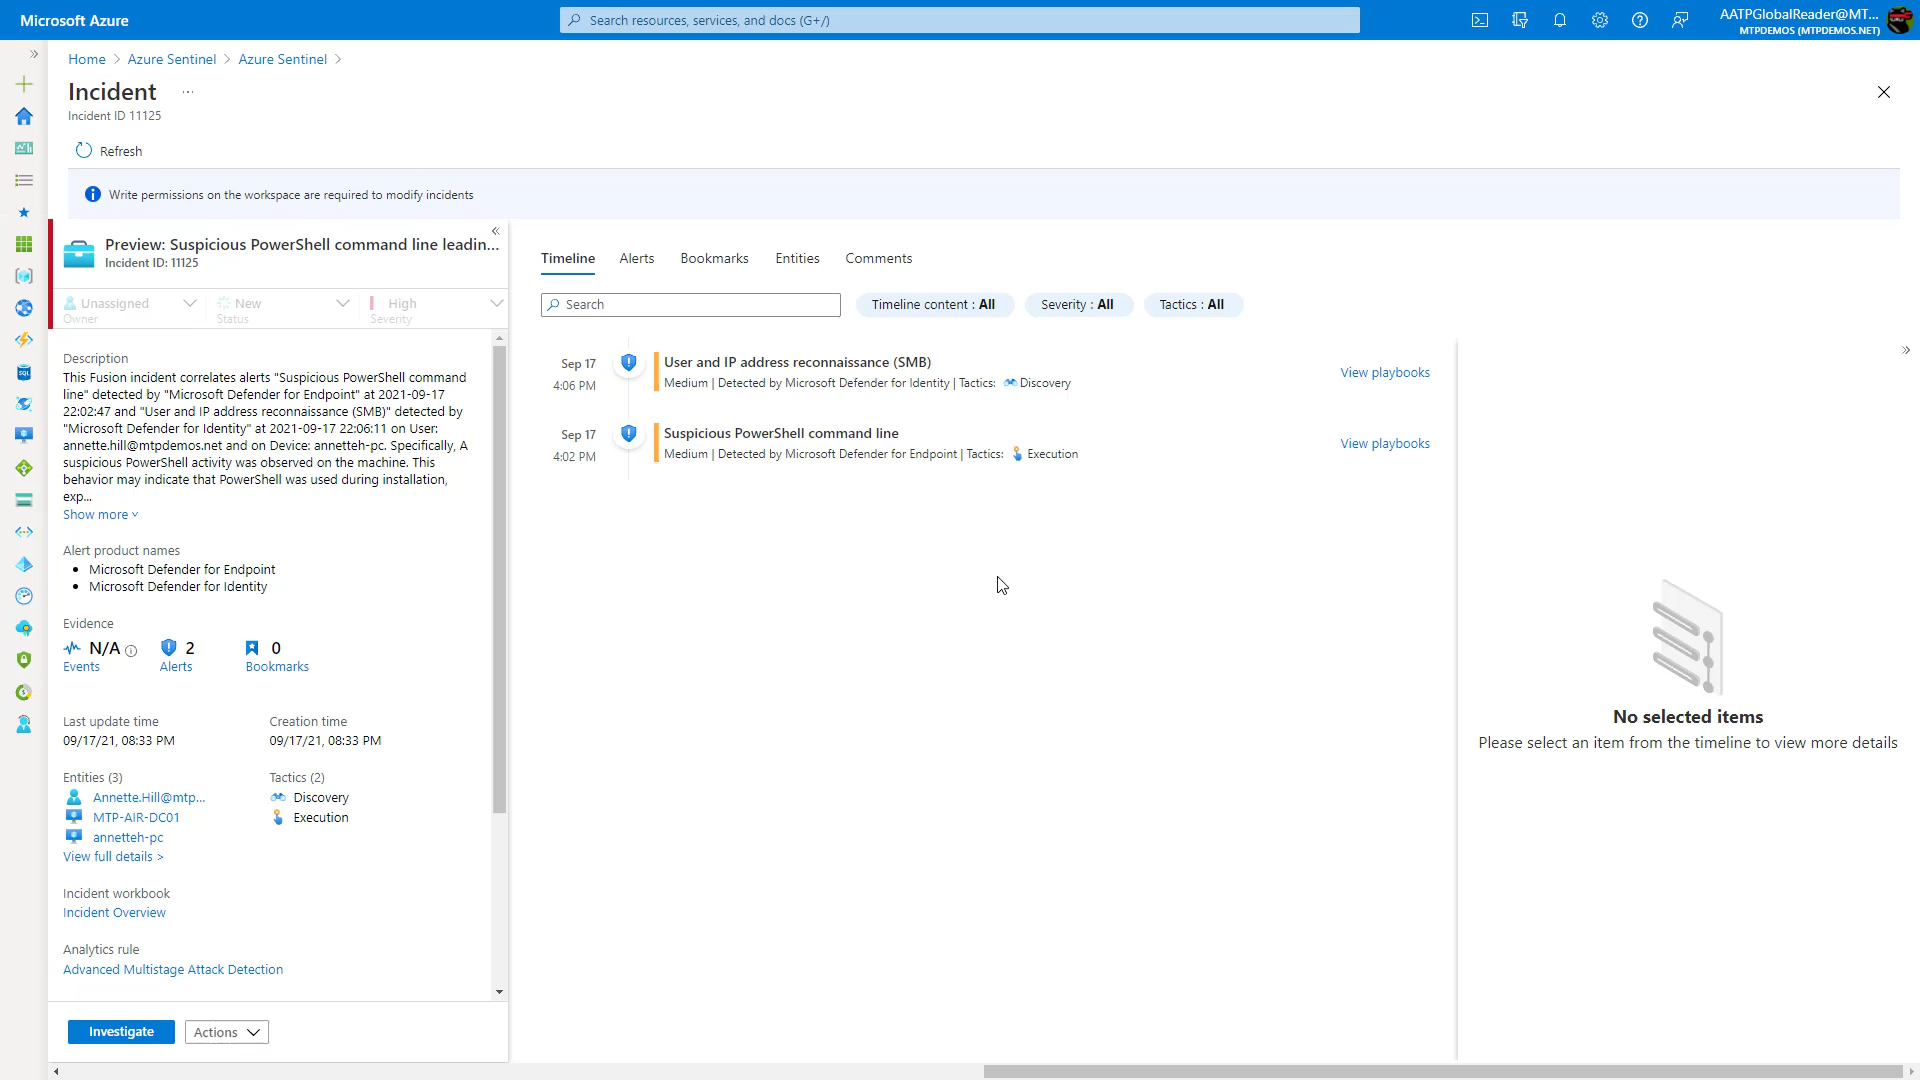 Microsoft Azure
Search resources, services, and docs (G+/)
AATPGlobalReader@MT...
MTPDEMOS (MTPDEMOS.NET)
Home > Azure Sentinel > Azure Sentinel >
Incident ...
Incident ID 11125
Refresh
Write permissions on the workspace are required to modify incidents
Preview: Suspicious PowerShell command line leadin...
Incident ID: 11125
Unassigned
Owner
New
Status
High
Severity
Description
This Fusion incident correlates alerts "Suspicious PowerShell command
line" detected by "Microsoft Defender for Endpoint" at 2021-09-17
22:02:47 and "User and IP address reconnaissance (SMB)" detected by
"Microsoft Defender for Identity" at 2021-09-17 22:06:11 on User:
annette.hill@mtpdemos.net and on Device: annetteh-pc. Specifically, A
suspicious PowerShell activity was observed on the machine. This
behavior may indicate that PowerShell was used during installation,
exp...
Show more
Alert product names
• Microsoft Defender for Endpoint
• Microsoft Defender for Identity
Evidence
N/A
Events
2
Alerts
0
Bookmarks
Last update time
09/17/21, 08:33 PM
Creation time
09/17/21, 08:33 PM
Entities (3)
Annette.Hill@mtp...
MTP-AIR-DC01
annetteh-pc
View full details >
Tactics (2)
Discovery
Execution
Incident workbook
Incident Overview
Analytics rule
Advanced Multistage Attack Detection
Investigate
Actions
Timeline
Alerts
Bookmarks
Entities
Comments
Search
Timeline content : All
Severity : All
Tactics : All
Sep 17
4:06 PM
User and IP address reconnaissance (SMB)
Medium | Detected by Microsoft Defender for Identity | Tactics: Discovery
View playbooks
Sep 17
4:02 PM
Suspicious PowerShell command line
Medium | Detected by Microsoft Defender for Endpoint | Tactics: Execution
View playbooks
No selected items
Please select an item from the timeline to view more details